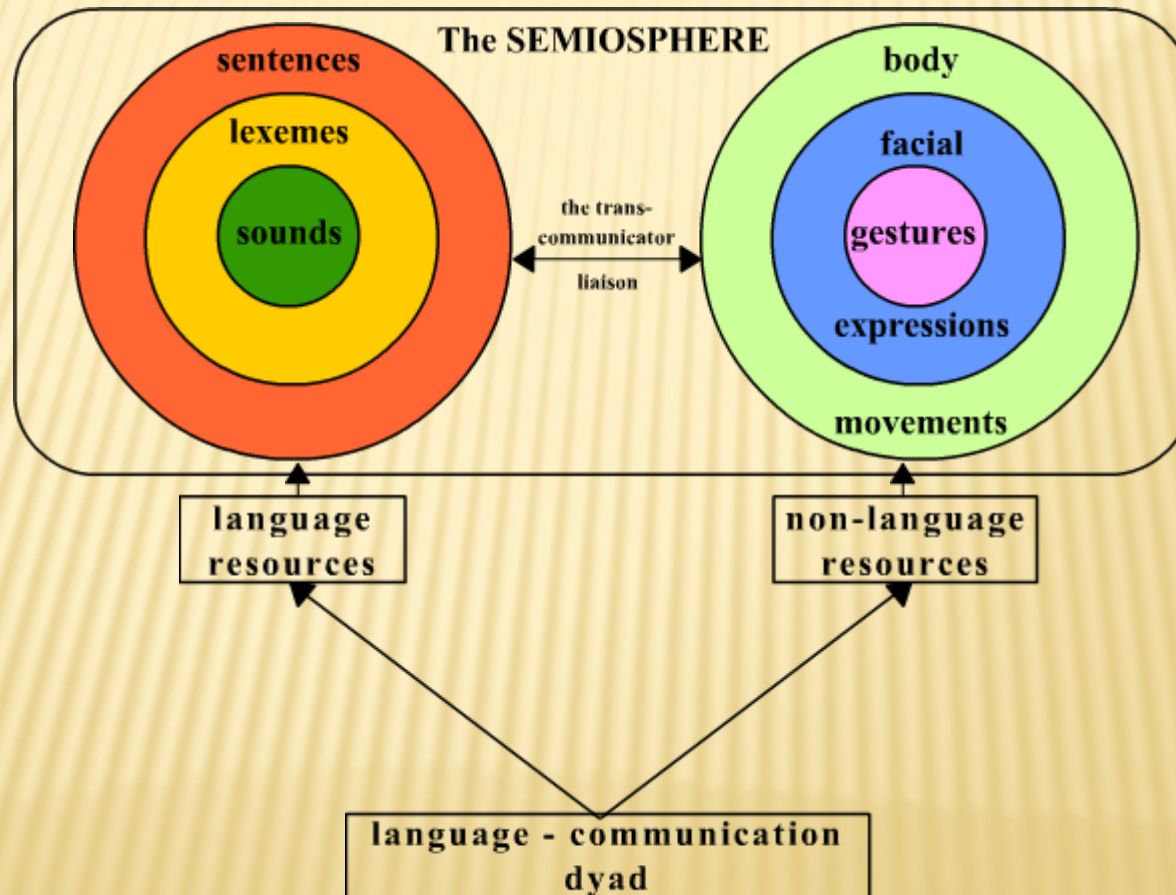 The SEMIOSPHERE
sentences
lexemes
sounds
the trans-
communicator
liaison
body
facial
gestures
expressions
movements
language
resources
non-language
resources
language - communication
dyad